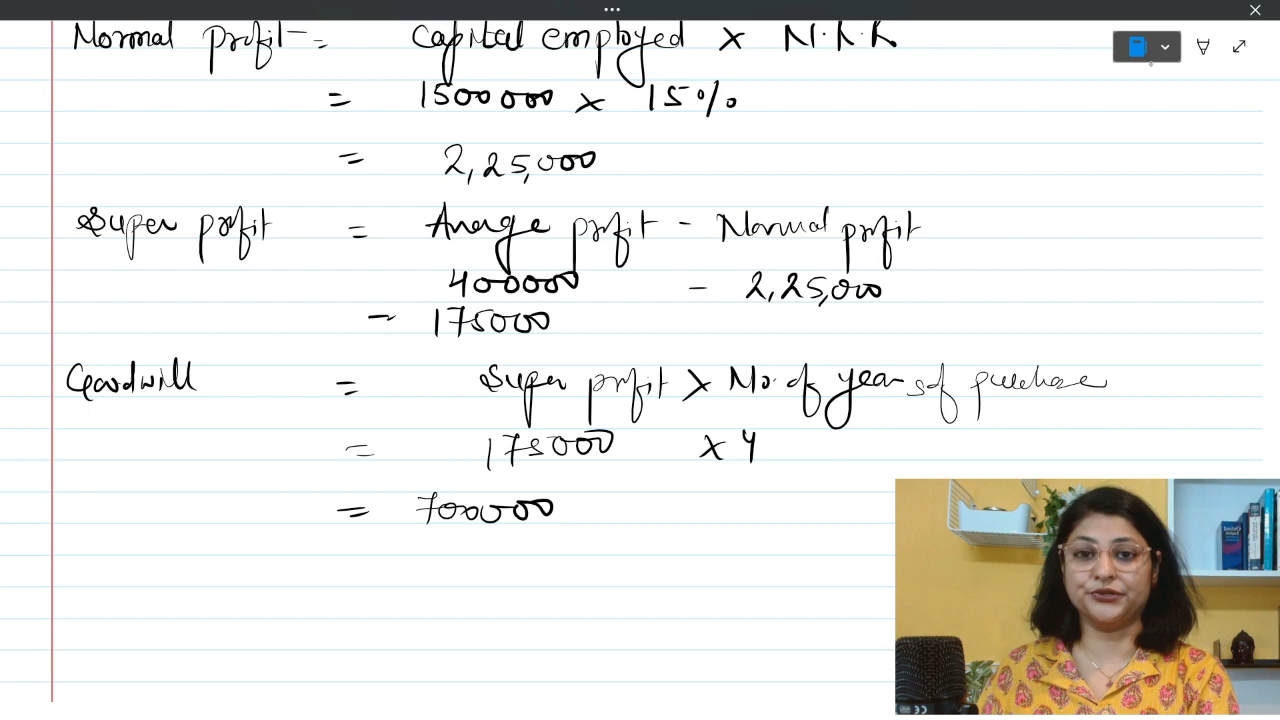 Normal profit = Capital employed × N.R.R
= 1500000 × 15%
= 2,25,000
Super profit = Average profit - Normal profit
400000 - 2,25,000
= 175000
Goodwill = Super profit × No. of years of purchase
= 175000 × 4
= 700000